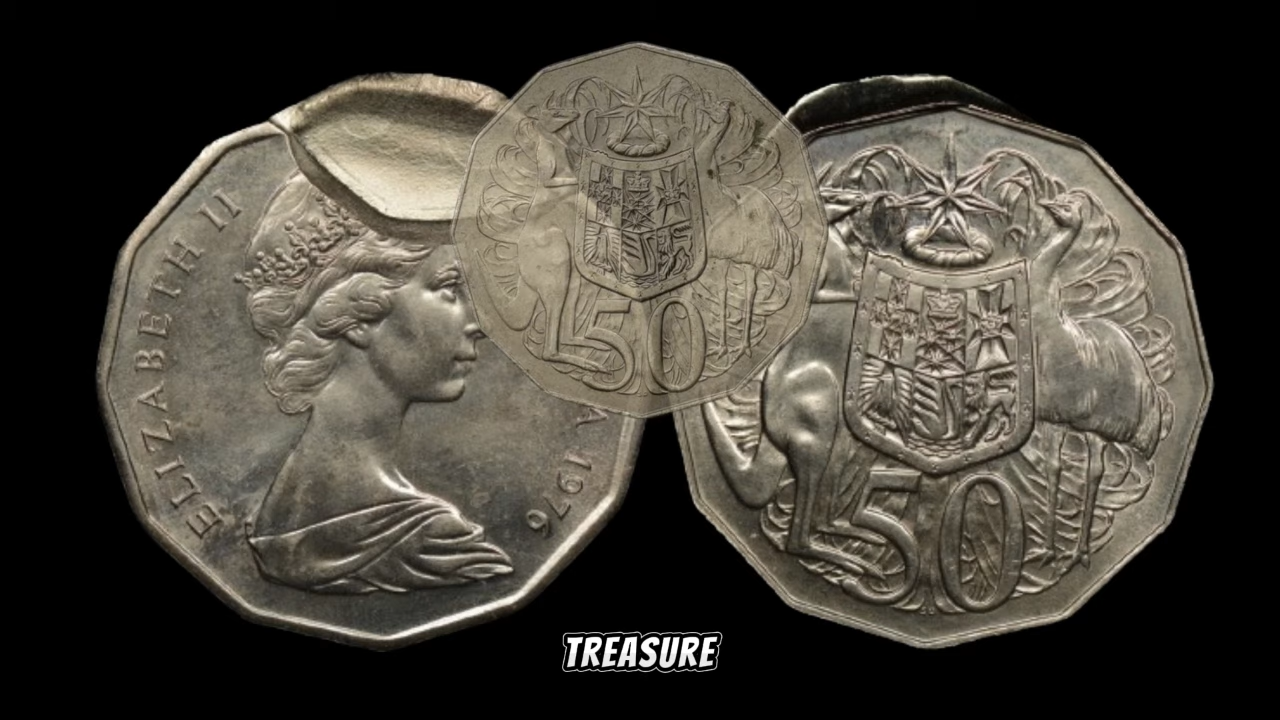 ELIZABETH II
A 1976
50
50
TREASURE